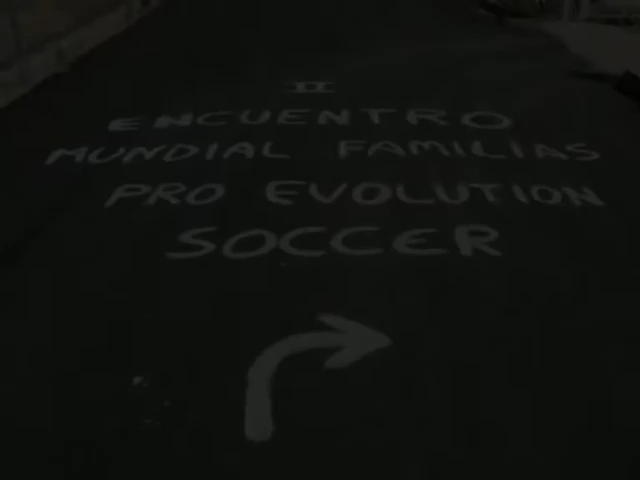 II
ENCUENTRO
MUNDIAL FAMILIAS
PRO EVOLUTION
SOCCER